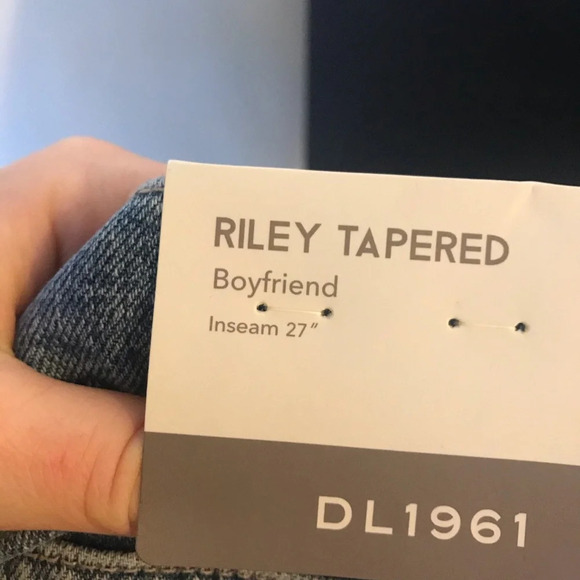 RILEY TAPERED
Boyfriend
Inseam 27"
DL1961